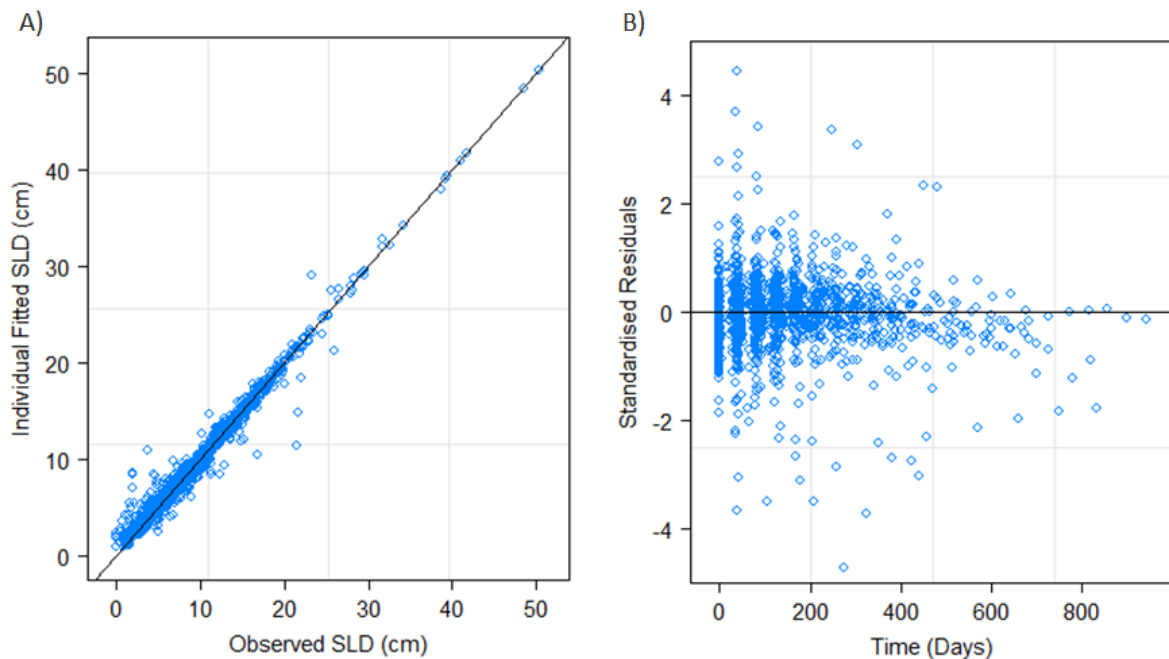 A)
50
40
30
20
10
0
Individual Fitted SLD (cm)
0 10 20 30 40 50
Observed SLD (cm)
B)
4
2
0
-2
-4
Standardised Residuals
0 200 400 600 800
Time (Days)